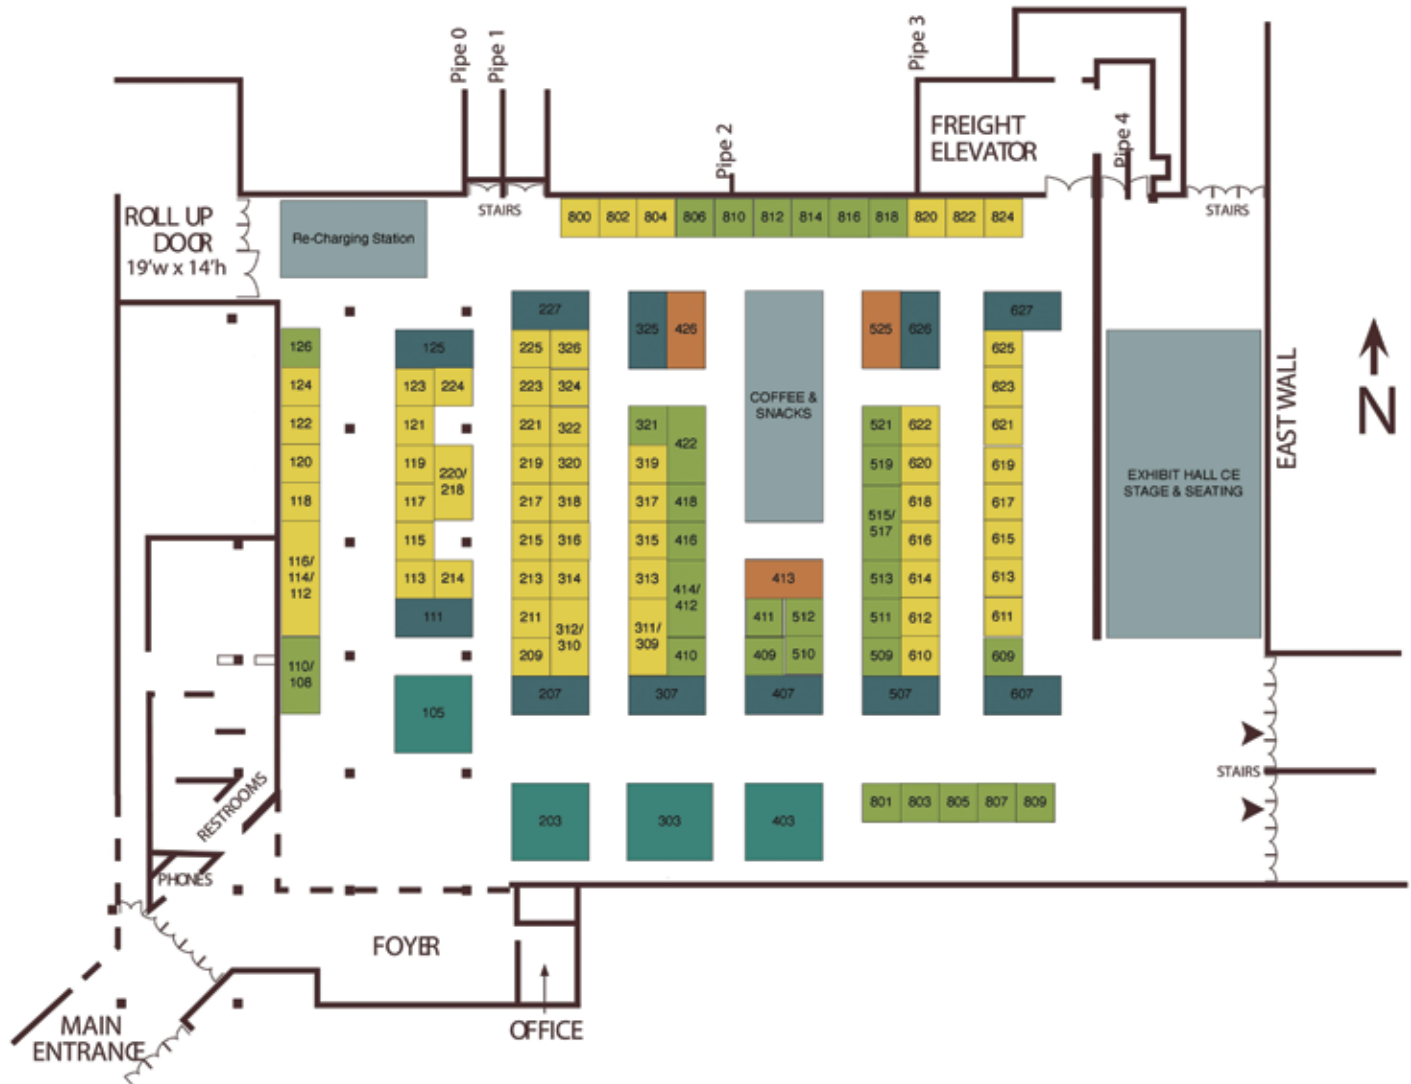 Pipe 0
Pipe 1
Pipe 2
Pipe 3
Pipe 4
FREIGHT
ELEVATOR
ROLL UP
DOOR
19'w x 14'h
Re-Charging Station
STAIRS
800 802 804 806 810 812 814 816 818 820 822 824
STAIRS
126
124
122
120
118
116/
114/
112
110/
108
125
123 224
121
119
220/
218
117
115
113 214
111
105
227
225 326
223 324
221 322
219 320
217 318
215 316
213 314
211
312/
310
209
207
203
325 426
321
422
319
317 418
315 416
313
414/
412
311/
309
410
307
303
COFFEE &
SNACKS
413
411 512
409 510
407
403
525 626
521 622
519 620
515/
517
618
616
513 614
511 612
509 610
507
627
625
623
621
619
617
615
613
611
609
607
801 803 805 807 809
EXHIBIT HALL CE
STAGE & SEATING
EAST WALL
N
STAIRS
RESTROOMS
PHONES
FOYER
OFFICE
MAIN
ENTRANCE